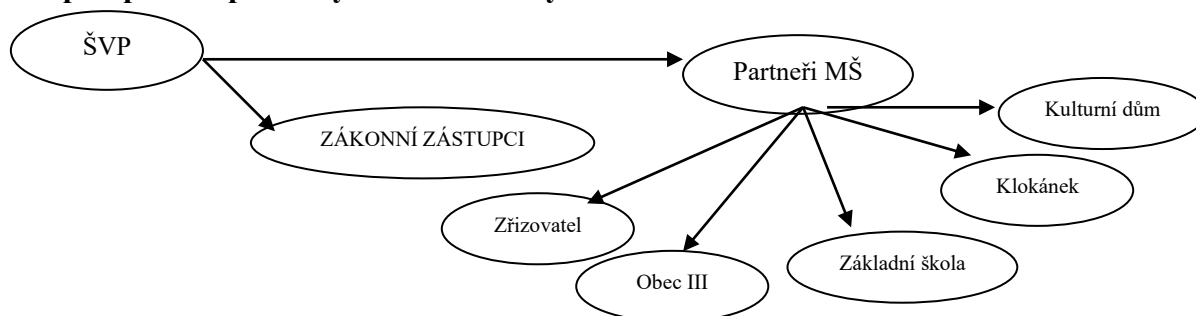 ŠVP
Partneři MŠ
Kulturní dům
ZÁKONNÍ ZÁSTUPCI
Klokánek
Zřizovatel
Základní škola
Obec III